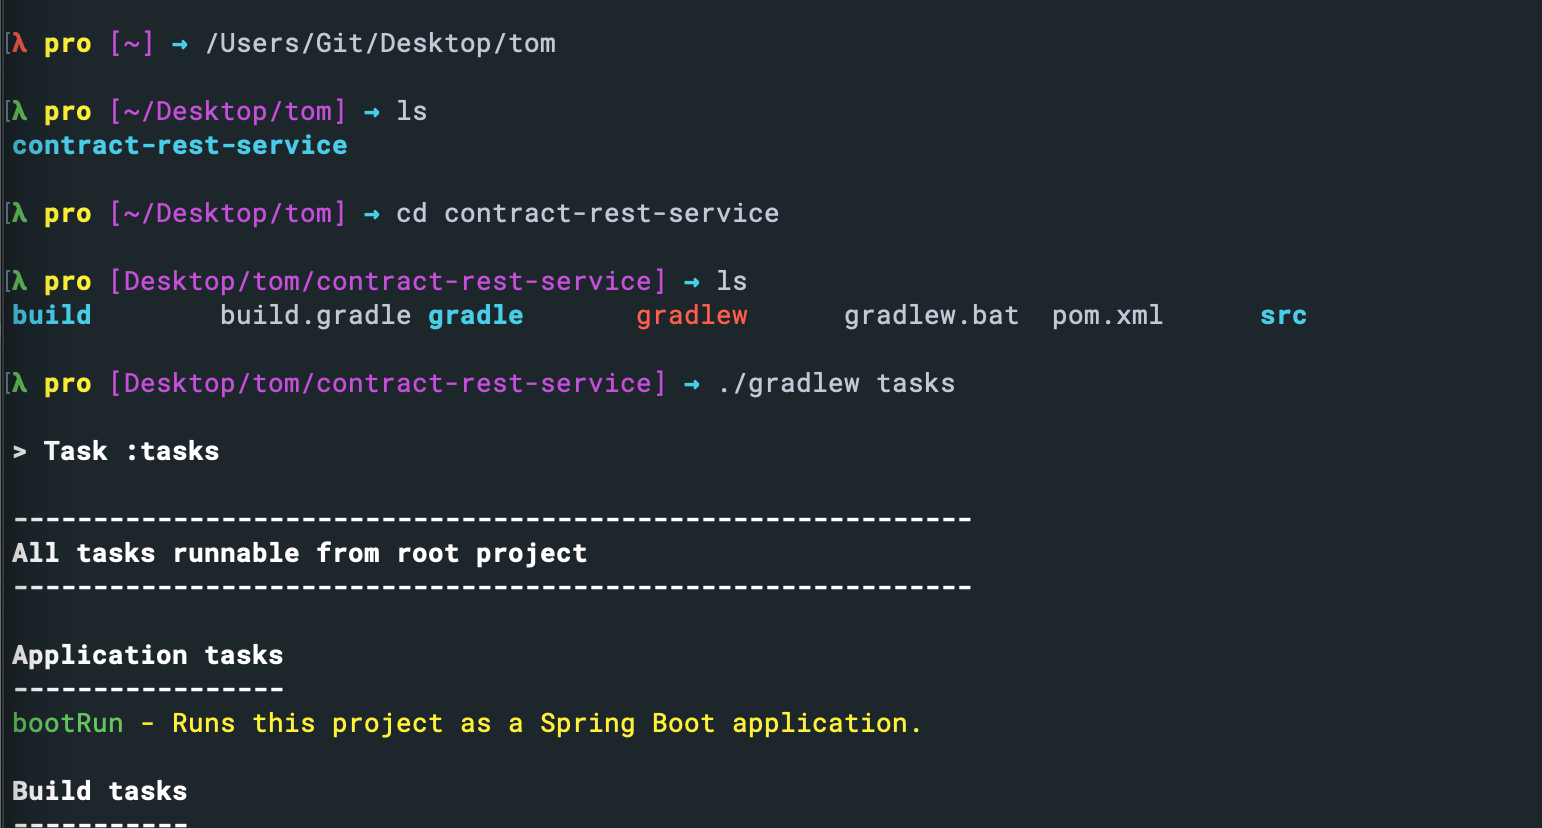 λ pro [~] → /Users/Git/Desktop/tom
λ pro [~/Desktop/tom] → ls
contract-rest-service
λ pro [~/Desktop/tom] → cd contract-rest-service
λ pro [Desktop/tom/contract-rest-service] → ls
build build.gradle gradle gradlew gradlew.bat pom.xml src
λ pro [Desktop/tom/contract-rest-service] → ./gradlew tasks
> Task :tasks
------------------------------------------------------------
All tasks runnable from root project
------------------------------------------------------------
Application tasks
-----------------
bootRun - Runs this project as a Spring Boot application.
Build tasks
-----------